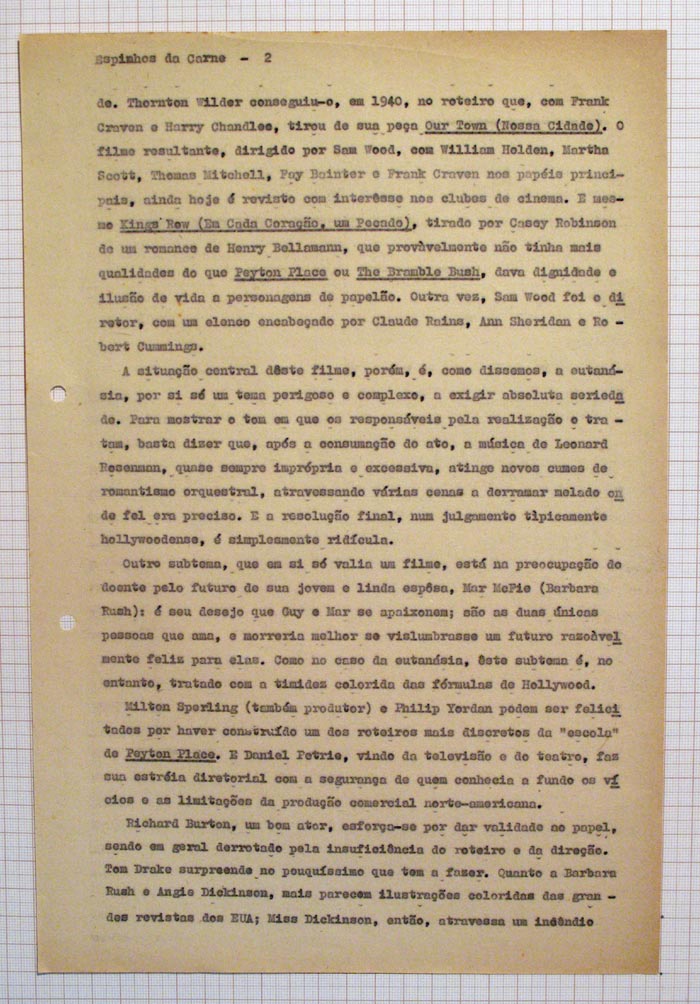 Espinhos da Carne - 2
de. Thornton Wilder conseguiu-o, em 1940, no roteiro que, com Frank
Craven e Harry Chandlee, tirou de sua peça Our Town (Nossa Cidade). O
filme resultante, dirigido por Sam Wood, com William Holden, Martha
Scott, Thomas Mitchell, Fay Bainter e Frank Craven nos papéis princi-
pais, ainda hoje é revisto com interêsse nos clubes de cinema. E mes-
mo Kings Row (Em Cada Coração, um Pecado), tirado por Casey Robinson
de um romance de Henry Bellamann, que provàvelmente não tinha mais
qualidades do que Peyton Place ou The Bramble Bush, dava dignidade e
ilusão de vida a personagens de papelão. Outra vez, Sam Wood foi o di
retor, com um elenco encabeçado por Claude Rains, Ann Sheridan e Ro -
bert Cummings.
A situação central dêste filme, porém, é, como dissemos, a eutaná-
sia, por si só um tema perigoso e complexo, a exigir absoluta serieda
de. Para mostrar o tom em que os responsáveis pela realização o tra -
tam, basta dizer que, após a consumação do ato, a música de Leonard
Rosenman, quase sempre imprópria e excessiva, atinge novos cumes de
romantismo orquestral, atravessando várias cenas a derramar melado on
de fel era preciso. E a resolução final, num julgamento tìpicamente
hollywoodense, é simplesmente ridícula.
Outro subtema, que em si só valia um filme, está na preocupação do
doente pelo futuro de sua jovem e linda espôsa, Mar McFie (Barbara
Rush): é seu desejo que Guy e Mar se apaixonem; são as duas únicas
pessoas que ama, e morreria melhor se vislumbrasse um futuro razoàvel
mente feliz para elas. Como no caso da eutanásia, êste subtema é, no
entanto, tratado com a timidez colorida das fórmulas de Hollywood.
Milton Sperling (também produtor) e Philip Yordan podem ser felici
tados por haver construído um dos roteiros mais discretos da "escola"
de Peyton Place. E Daniel Petrie, vindo da televisão e do teatro, faz
sua estréia diretorial com a segurança de quem conhecia a fundo os ví
cios e as limitações da produção comercial norte-americana.
Richard Burton, um bom ator, esforça-se por dar validade ao papel,
sendo em geral derrotado pela insuficiência do roteiro e da direção.
Tom Drake surpreende no pouquíssimo que tem a fazer. Quanto a Barbara
Rush e Angie Dickinson, mais parecem ilustrações coloridas das gran -
des revistas dos EUA; Miss Dickinson, então, atravessa um incêndio